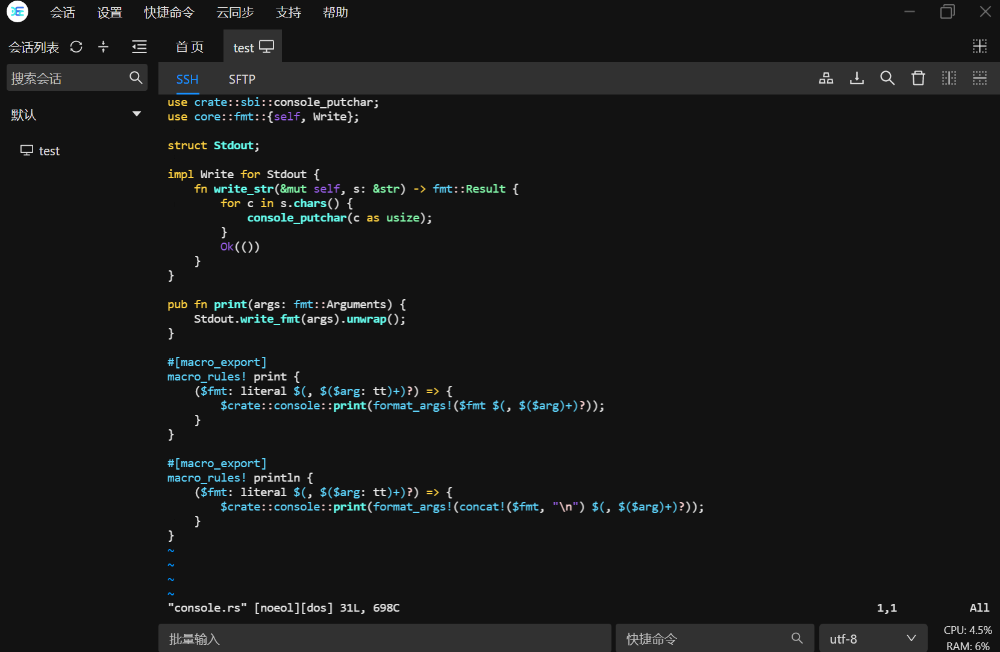 会话 设置 快捷命令 云同步 支持 帮助
会话列表 首页 test
搜索会话 SSH SFTP
默认
test
use crate::sbi::console_putchar;
use core::fmt::{self, Write};
struct Stdout;
impl Write for Stdout {
    fn write_str(&mut self, s: &str) -> fmt::Result {
        for c in s.chars() {
            console_putchar(c as usize);
        }
        Ok(())
    }
}
pub fn print(args: fmt::Arguments) {
    Stdout.write_fmt(args).unwrap();
}
#[macro_export]
macro_rules! print {
    ($fmt: literal $(, $($arg: tt)+)?) => {
        $crate::console::print(format_args!($fmt $(, $($arg)+)?));
    }
}
#[macro_export]
macro_rules! println {
    ($fmt: literal $(, $($arg: tt)+)?) => {
        $crate::console::print(format_args!(concat!($fmt, "\n") $(, $($arg)+)?));
    }
}
~
~
~
~
"console.rs" [noeol][dos] 31L, 698C 1,1 All
批量输入 快捷命令 utf-8 CPU: 4.5%
RAM: 6%